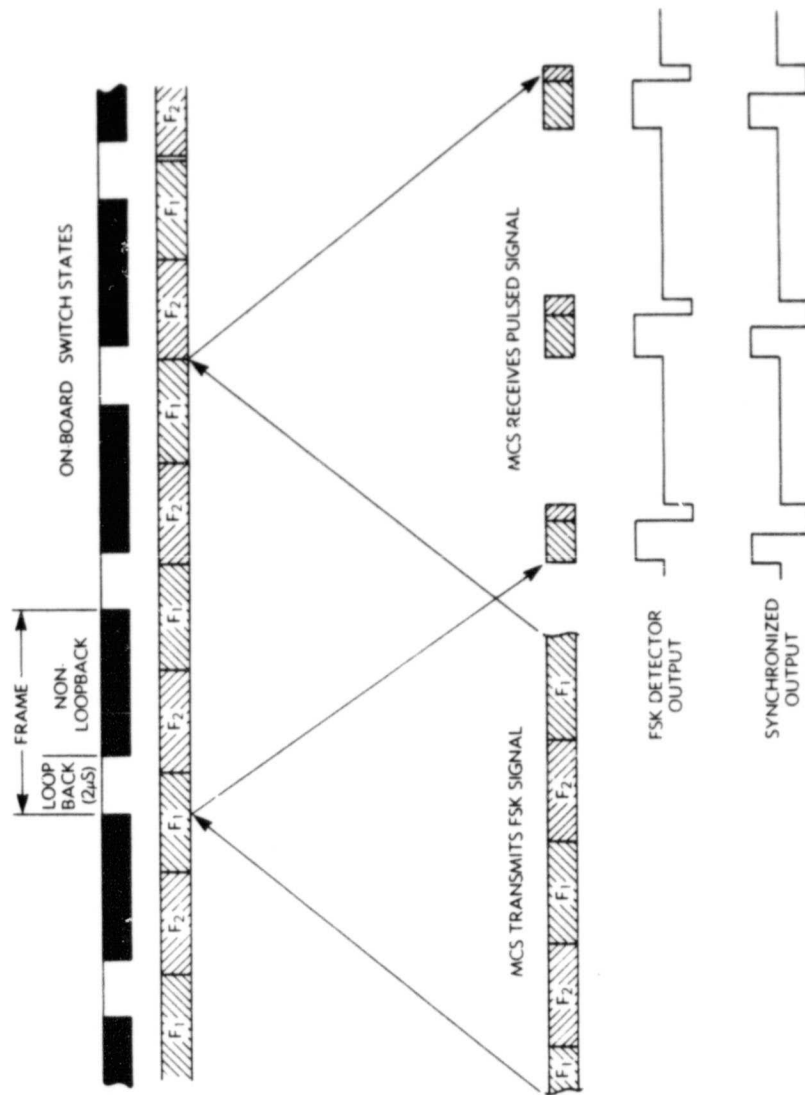 FRAME
LOOP
BACK
(2µS)
NON-
LOOPBACK
ON-BOARD SWITCH STATES
F1 F2 F1 F2 F1 F2 F1 F2 F1 F2
MCS TRANSMITS FSK SIGNAL
F1 F2 F1 F2 F1
MCS RECEIVES PULSED SIGNAL
FSK DETECTOR
OUTPUT
SYNCHRONIZED
OUTPUT